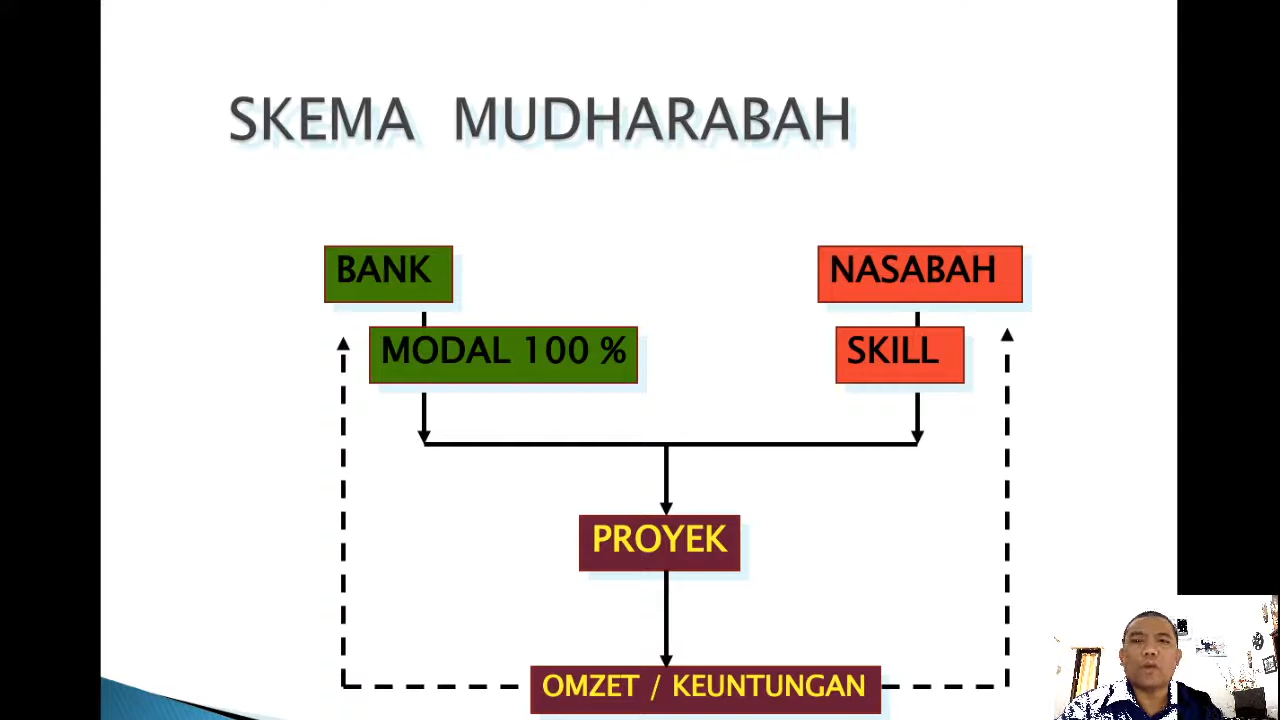 SKEMA MUDHARABAH
BANK
NASABAH
MODAL 100 %
SKILL
PROYEK
OMZET / KEUNTUNGAN